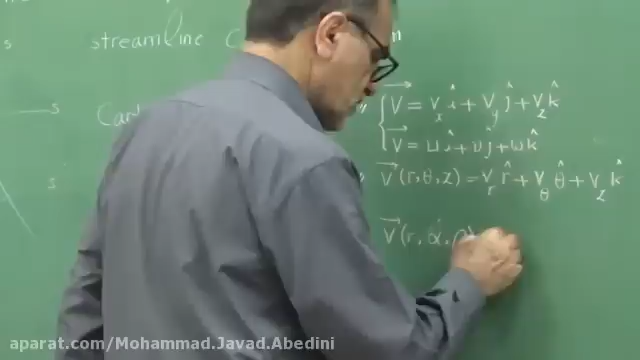 streamline C
s
Car
V⃗ = V_x î + V_y ĵ + V_z k̂
s
V⃗ = u î + v ĵ + w k̂
V⃗ (r, θ, z) = V_r r̂ + V_θ θ̂ + V_z k̂
s
V⃗ (r, α,
aparat.com/Mohammad.Javad.Abedini